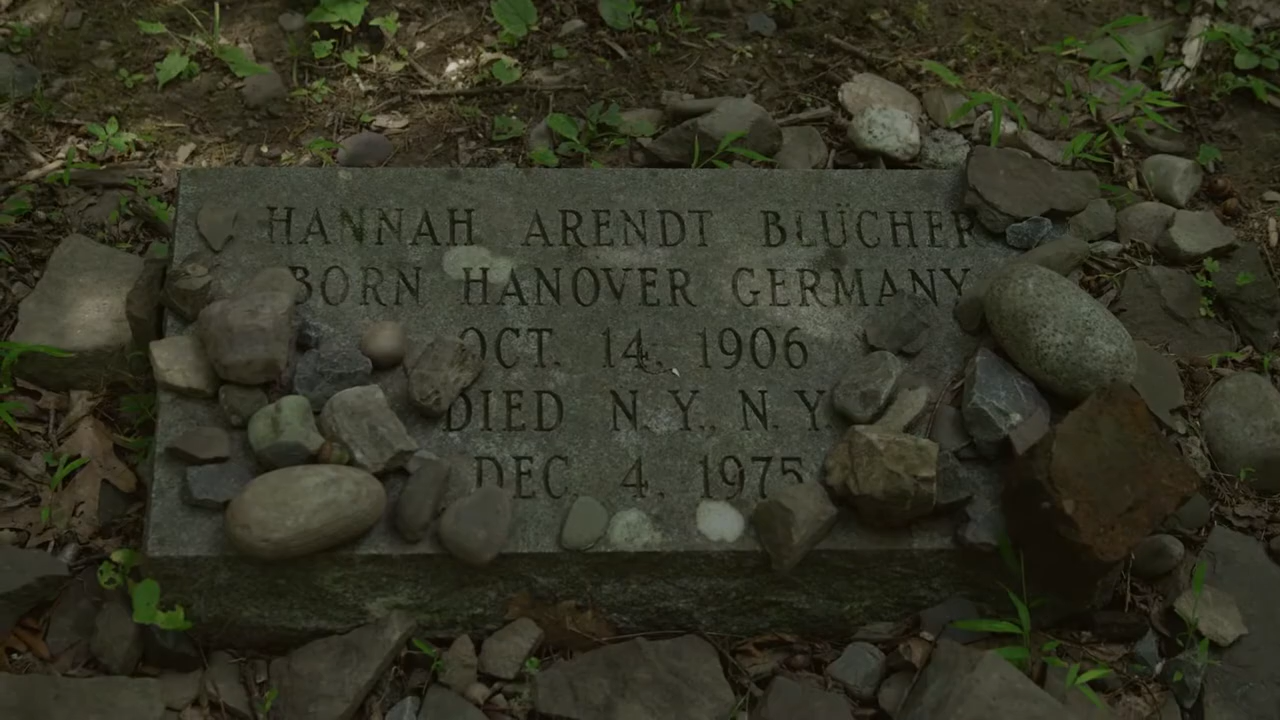 HANNAH ARENDT BLÜCHER
BORN HANOVER GERMANY
OCT. 14, 1906
DIED N. Y., N. Y.
DEC. 4, 1975